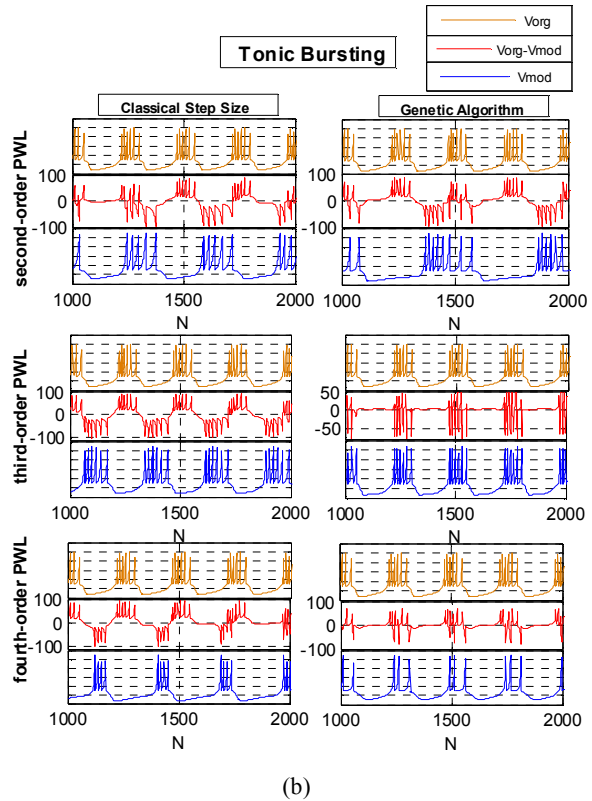 Vorg
Vorg-Vmod
Vmod
Tonic Bursting
Classical Step Size
Genetic Algorithm
second-order PWL
100
0
-100
1000 1500 2000
N
100
0
-100
1000 1500 2000
N
third-order PWL
100
0
-100
1000 1500 2000
N
50
0
-50
1000 1500 2000
N
fourth-order PWL
100
0
-100
1000 1500 2000
N
100
0
-100
1000 1500 2000
N
(b)